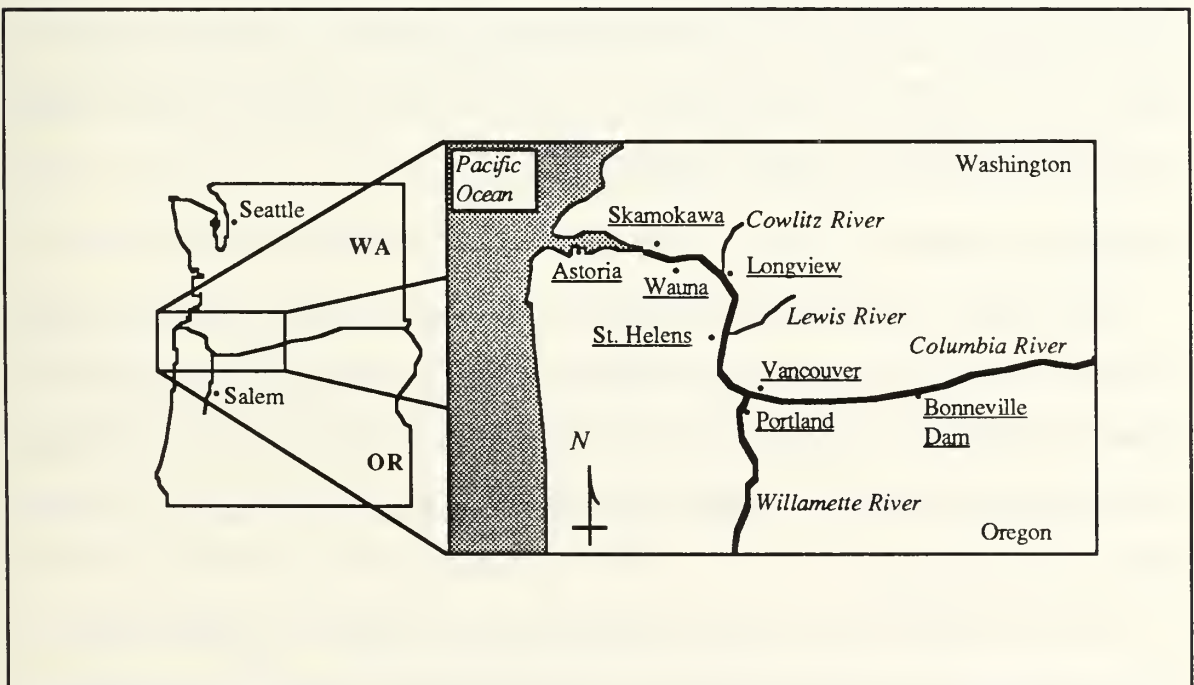 Seattle
WA
Salem
OR
Pacific
Ocean
Washington
Skamokawa
Cowlitz River
Astoria
Wauna
Longview
St. Helens
Lewis River
Columbia River
Vancouver
Portland
Bonneville
Dam
N
Willamette River
Oregon